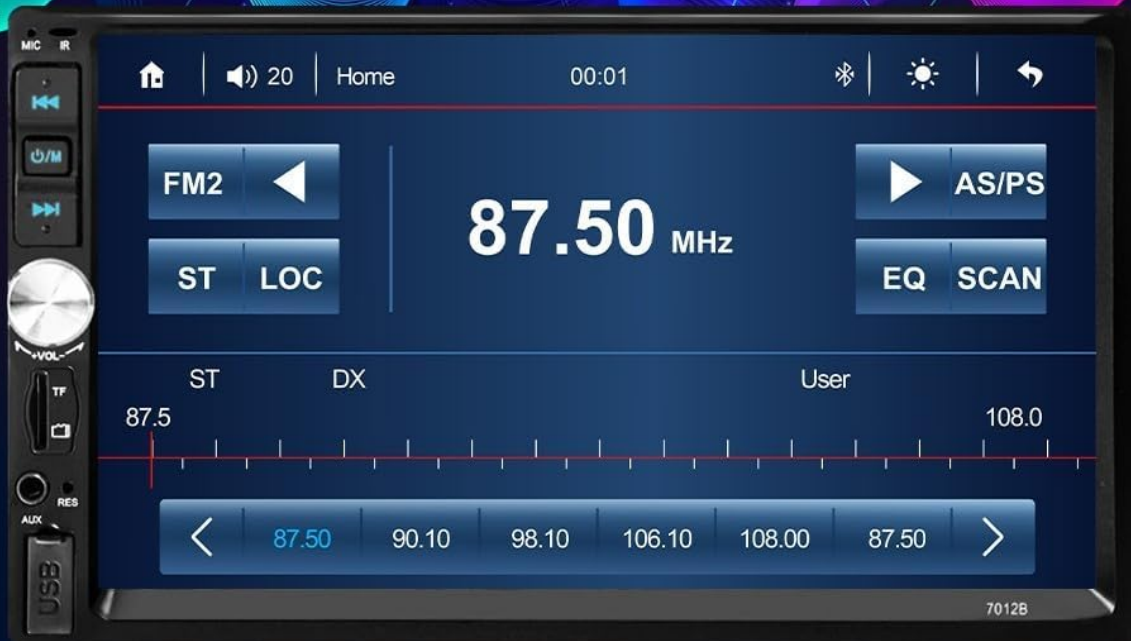 MIC IR
20 Home 00:01
/M
FM2 AS/PS
87.50 MHz
ST LOC EQ SCAN
+VOL-
ST DX User
TF
87.5 108.0
RES
AUX
87.50 90.10 98.10 106.10 108.00 87.50
USB
7012B